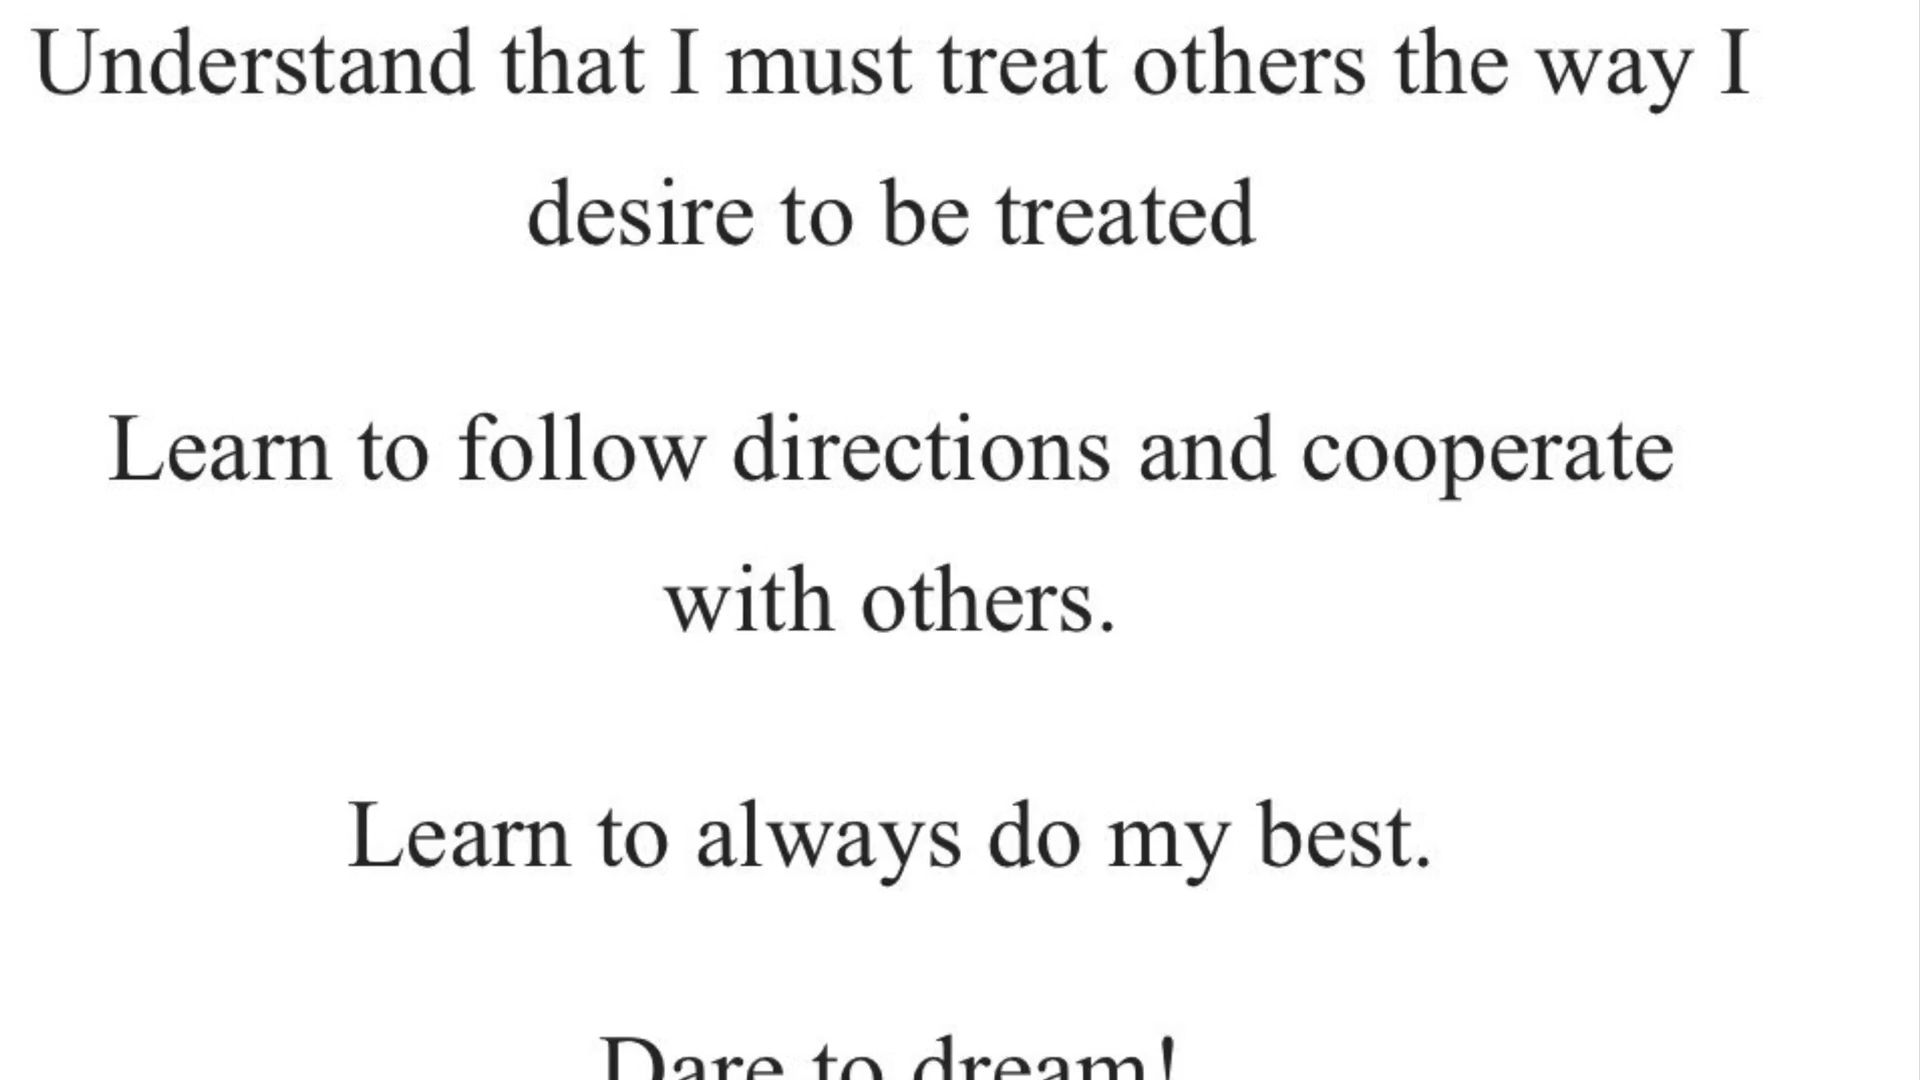 Understand that I must treat others the way I
desire to be treated
Learn to follow directions and cooperate
with others.
Learn to always do my best.
Dare to dream!